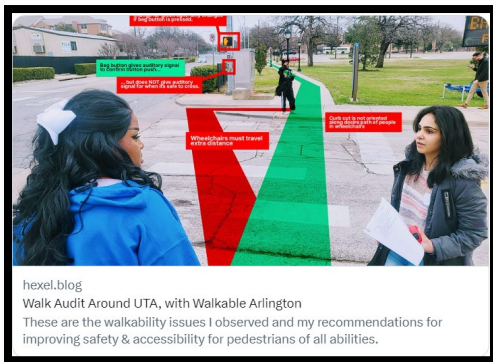 if beg button is pressed.
Beg button gives auditory signal
to confirm button push...
... but does NOT give auditory
signal for when its safe to cross.
Wheelchairs must travel
extra distance
Curb cut is not oriented
along desire path of people
in wheelchairs
hexel.blog
Walk Audit Around UTA, with Walkable Arlington
These are the walkability issues I observed and my recommendations for
improving safety & accessibility for pedestrians of all abilities.